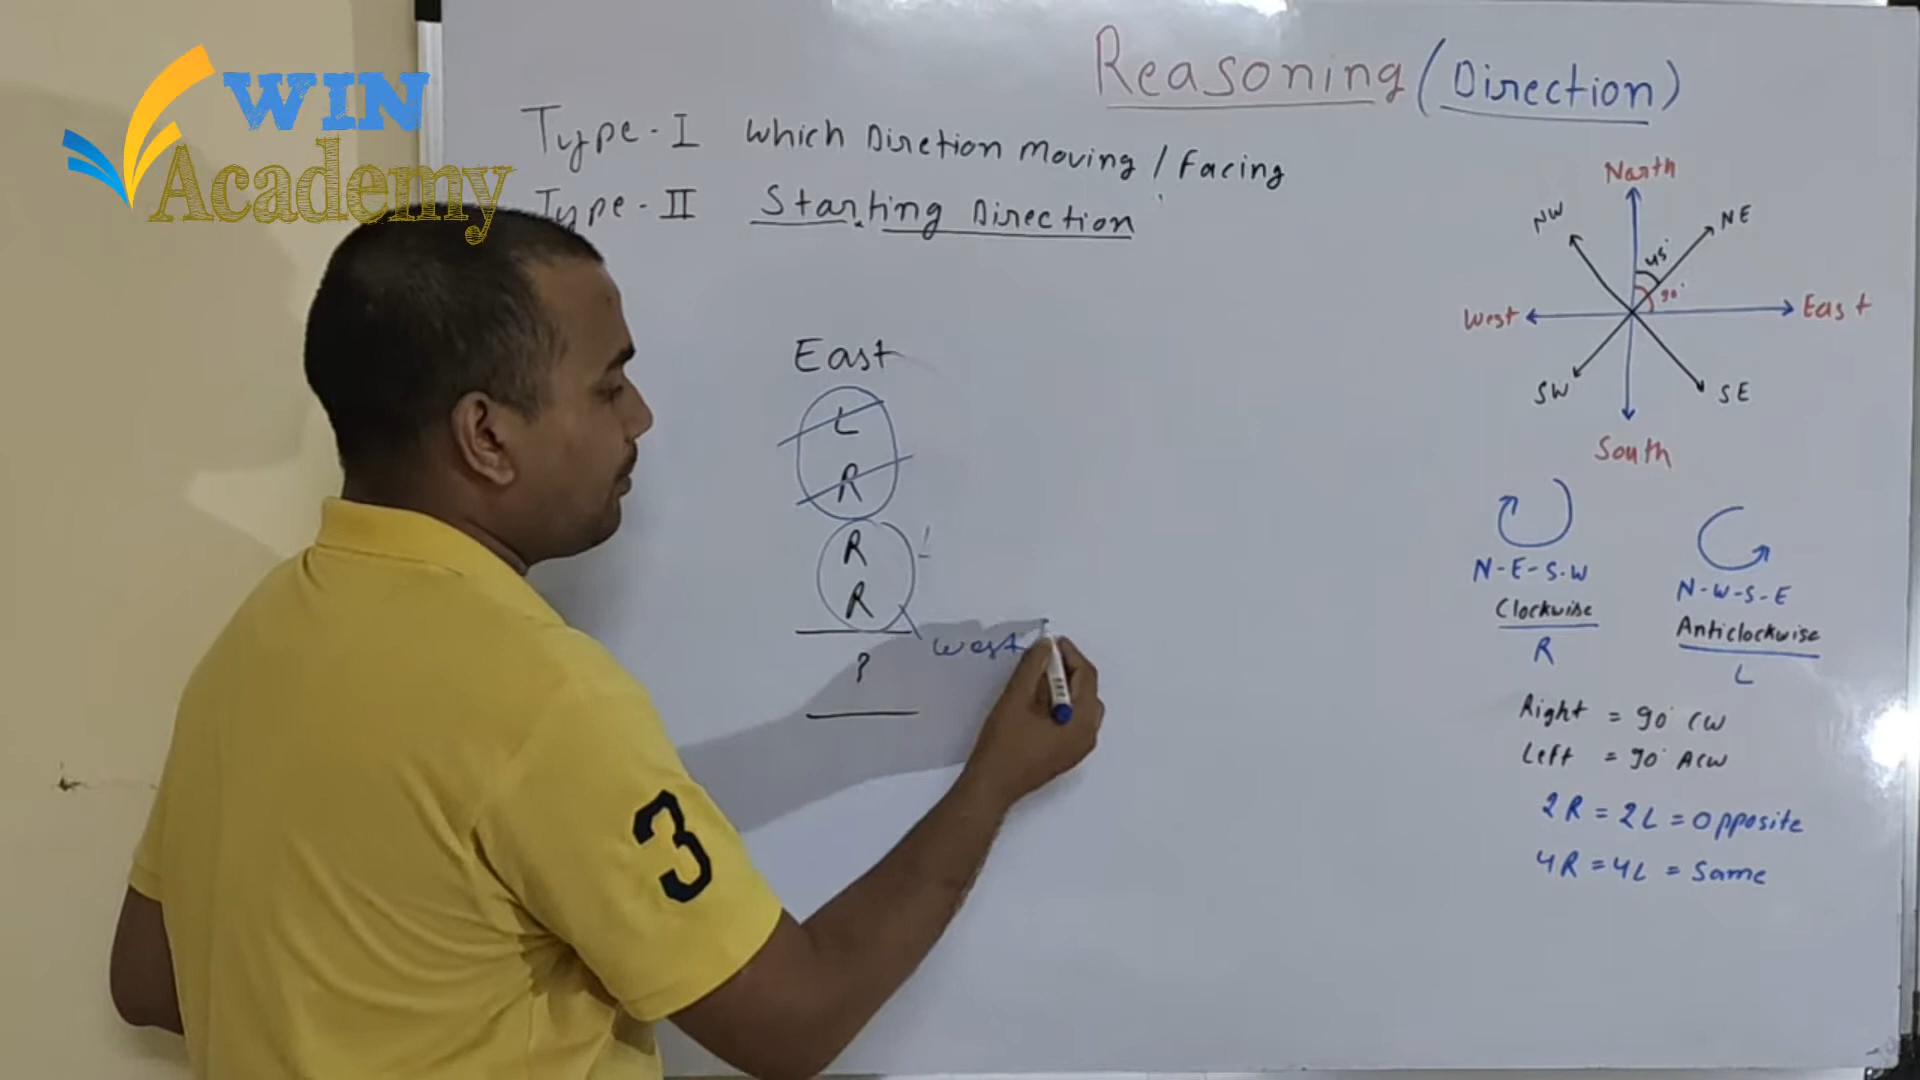 WIN
Academy
Reasoning (Direction)
Type - I Which Diretion Moving / Facing
Type - II Starting Direction
North
NW NE
45°
90°
West East
SW SE
South
East
L
R
R
R
west
?
N-E-S-W
Clockwise
R
N-W-S-E
Anticlockwise
L
Right = 90° CW
Left = 90° ACW
2R = 2L = Opposite
4R = 4L = Same
3